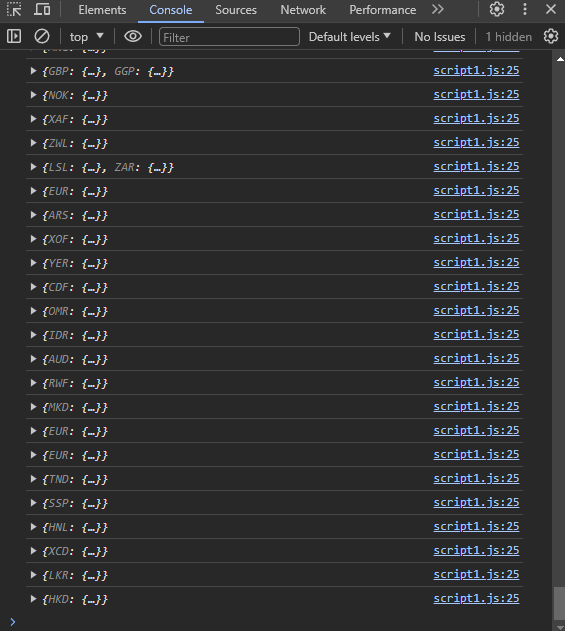 Elements Console Sources Network Performance
top Filter Default levels No Issues 1 hidden
{GBP: {…}, GGP: {…}} script1.js:25
{NOK: {…}} script1.js:25
{XAF: {…}} script1.js:25
{ZWL: {…}} script1.js:25
{LSL: {…}, ZAR: {…}} script1.js:25
{EUR: {…}} script1.js:25
{ARS: {…}} script1.js:25
{XOF: {…}} script1.js:25
{YER: {…}} script1.js:25
{CDF: {…}} script1.js:25
{OMR: {…}} script1.js:25
{IDR: {…}} script1.js:25
{AUD: {…}} script1.js:25
{RWF: {…}} script1.js:25
{MKD: {…}} script1.js:25
{EUR: {…}} script1.js:25
{EUR: {…}} script1.js:25
{TND: {…}} script1.js:25
{SSP: {…}} script1.js:25
{HNL: {…}} script1.js:25
{XCD: {…}} script1.js:25
{LKR: {…}} script1.js:25
{HKD: {…}} script1.js:25